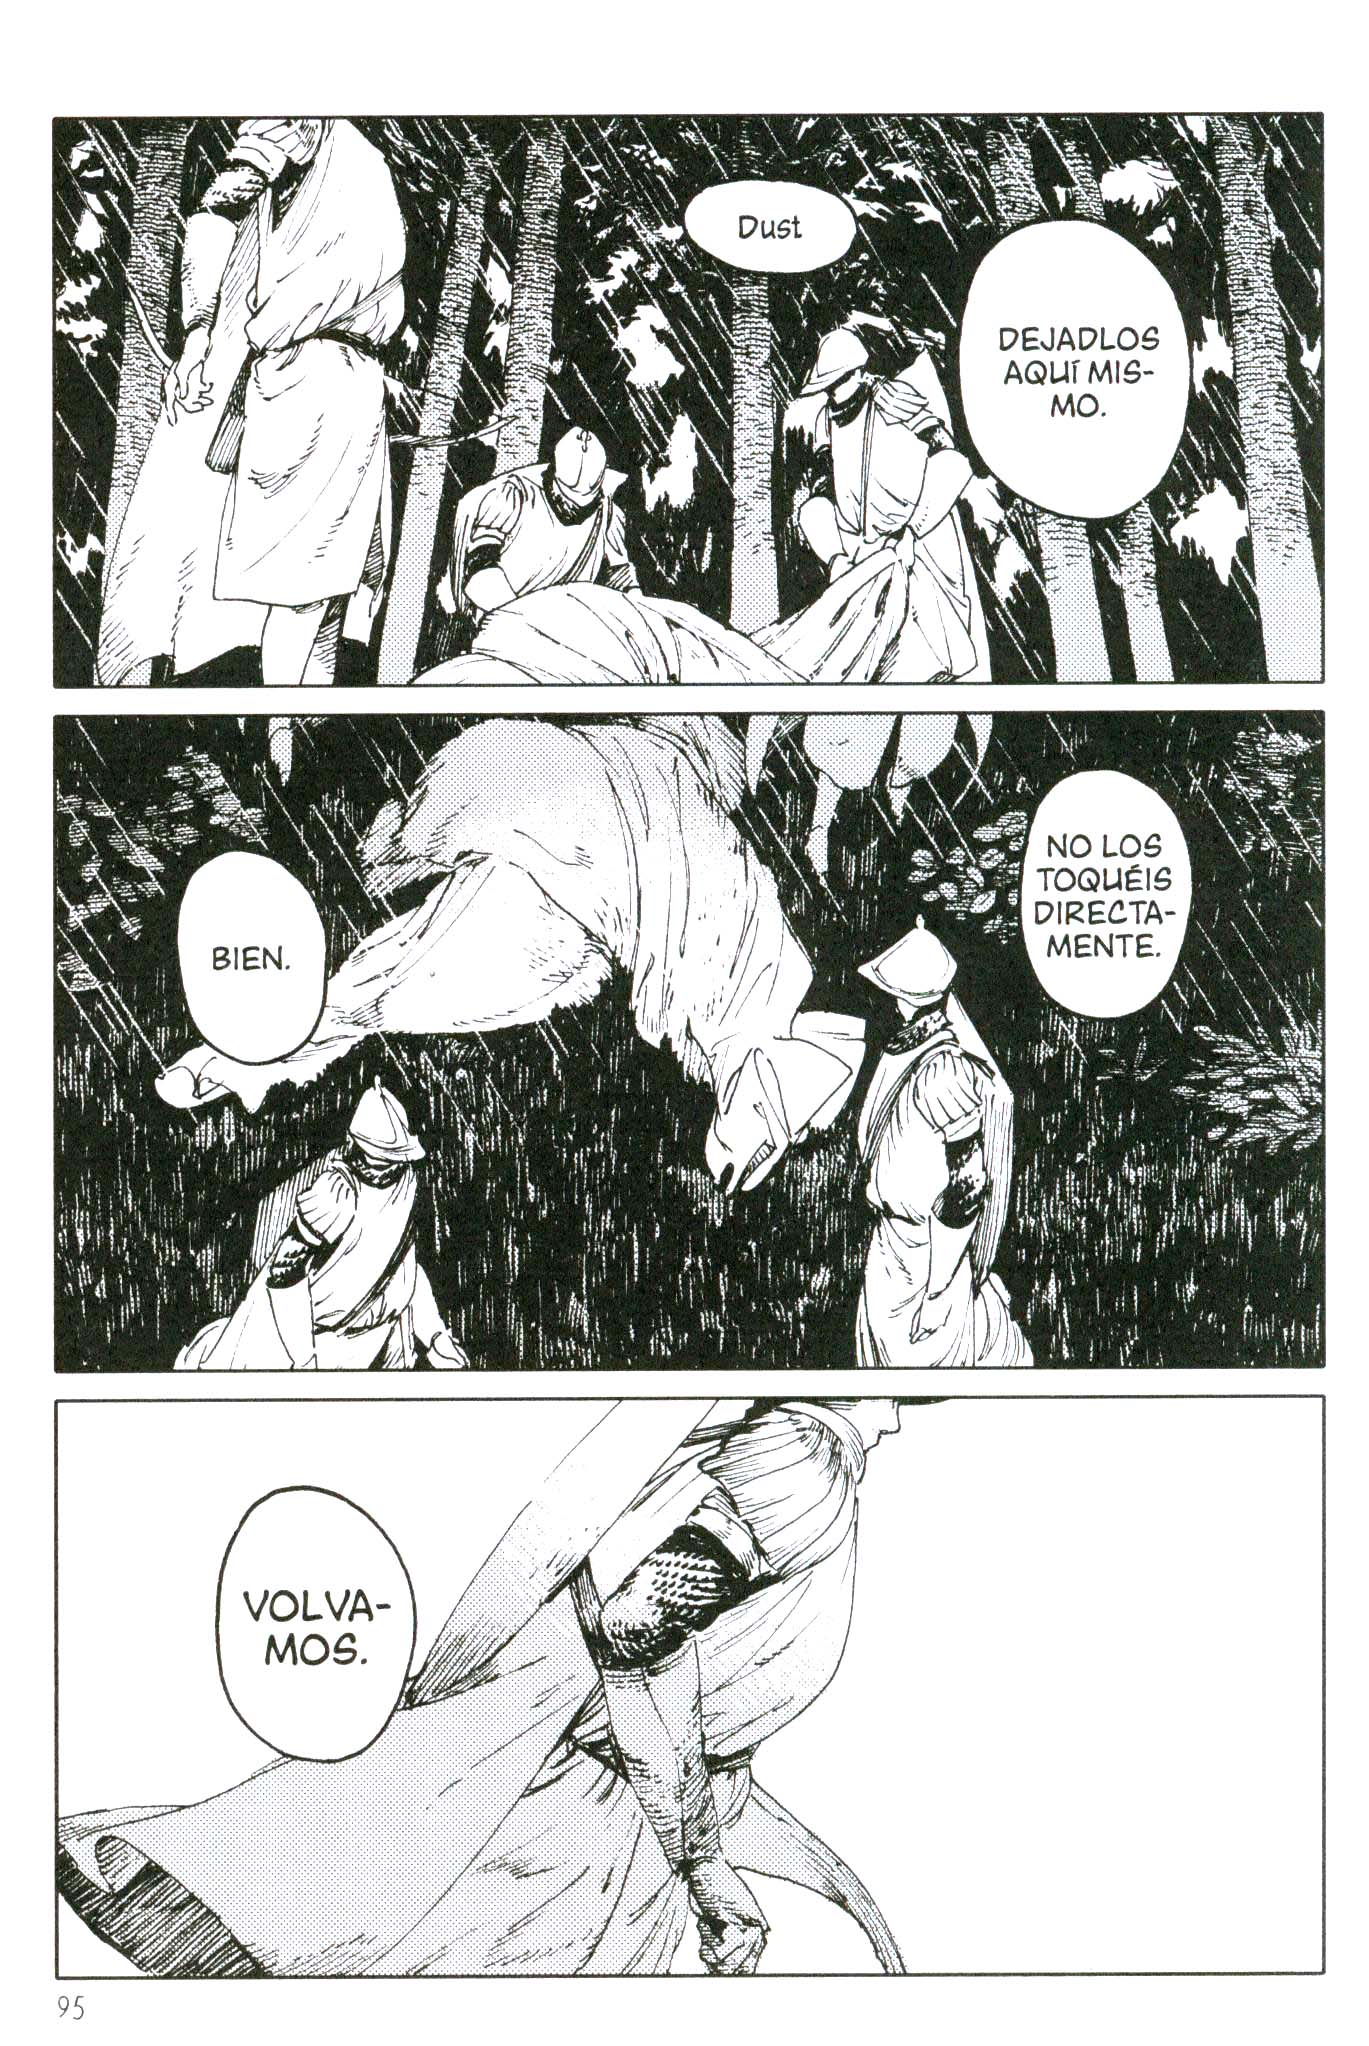 DEJADLOS
AQUÍ MIS-
MO.
Dust
NO LOS
TOQUÉIS
DIRECTA-
MENTE.
BIEN.
VOLVA-
MOS.
95